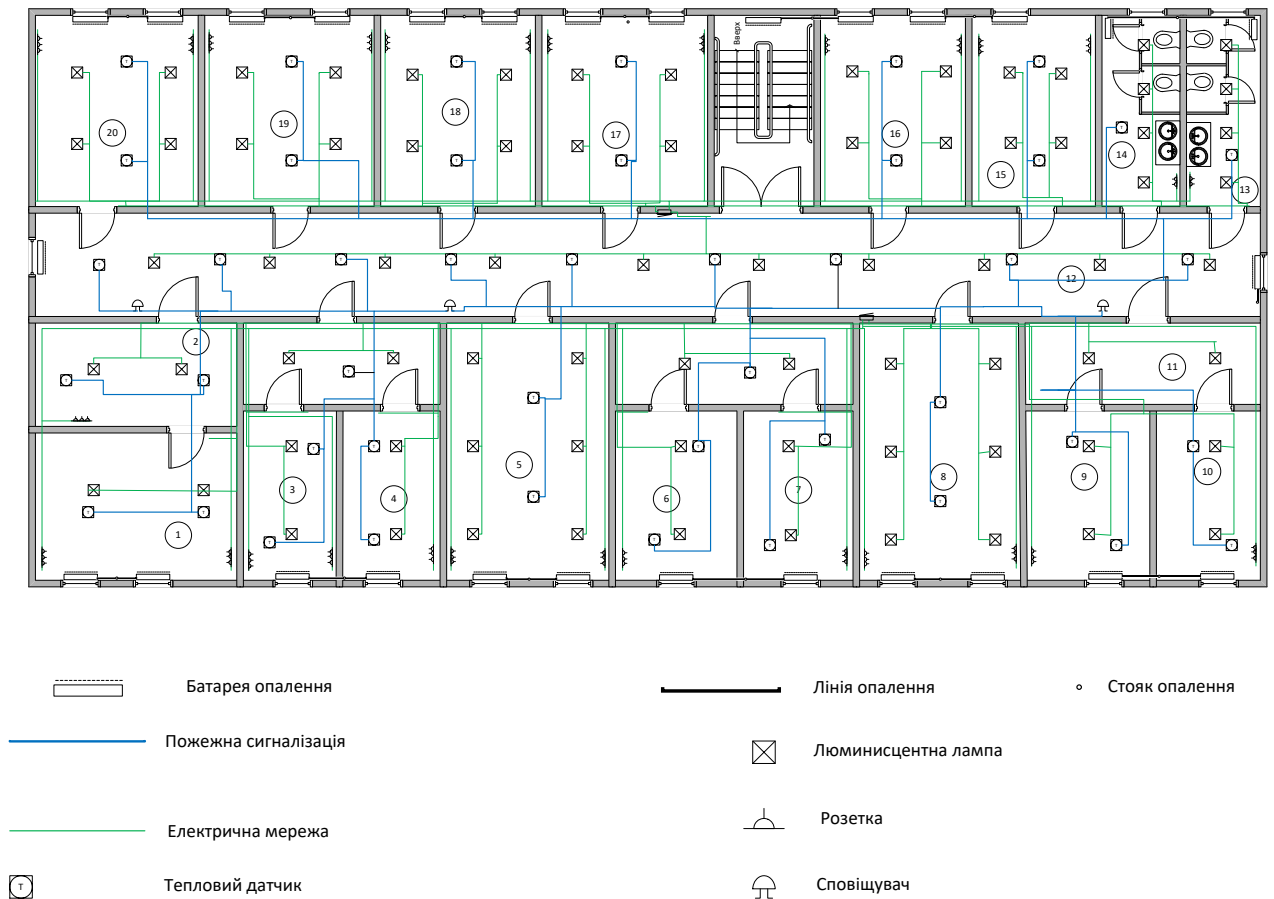 Вверх
20
19
18
17
16
15
14
13
12
2
11
1
3
4
5
6
7
8
9
10
Батарея опалення
Лінія опалення
Стояк опалення
Пожежна сигналізація
Люминисцентна лампа
Електрична мережа
Розетка
Т
Тепловий датчик
Сповіщувач